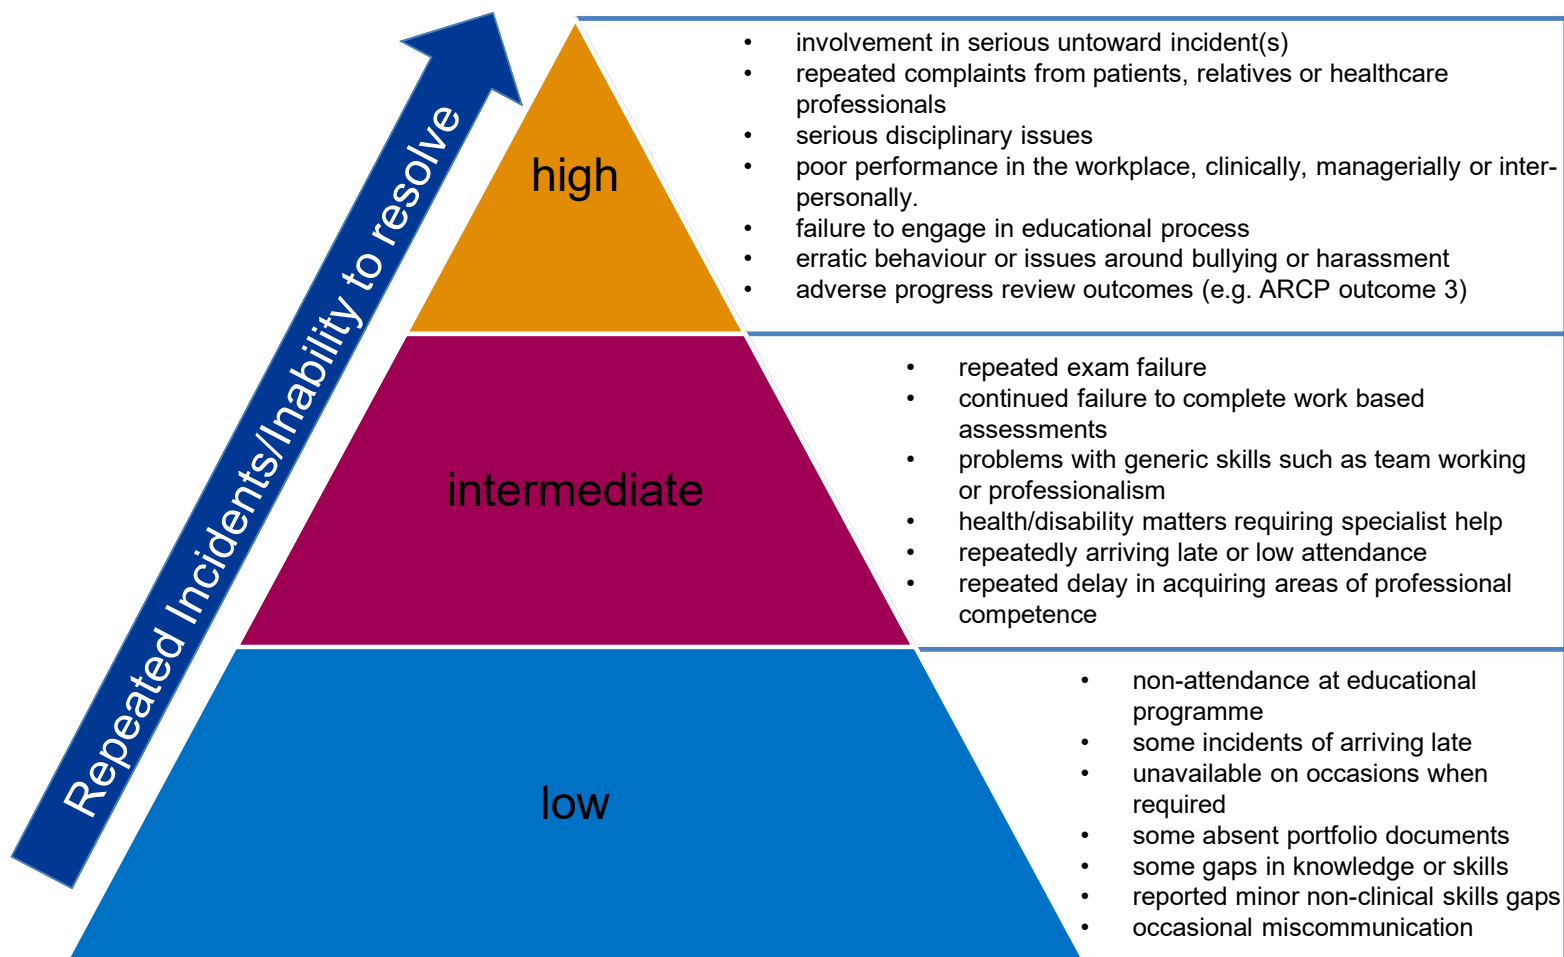 Repeated Incidents/Inability to resolve
high
• involvement in serious untoward incident(s)
• repeated complaints from patients, relatives or healthcare
professionals
• serious disciplinary issues
• poor performance in the workplace, clinically, managerially or inter-
personally.
• failure to engage in educational process
• erratic behaviour or issues around bullying or harassment
• adverse progress review outcomes (e.g. ARCP outcome 3)
intermediate
• repeated exam failure
• continued failure to complete work based
assessments
• problems with generic skills such as team working
or professionalism
• health/disability matters requiring specialist help
• repeatedly arriving late or low attendance
• repeated delay in acquiring areas of professional
competence
low
• non-attendance at educational
programme
• some incidents of arriving late
• unavailable on occasions when
required
• some absent portfolio documents
• some gaps in knowledge or skills
• reported minor non-clinical skills gaps
• occasional miscommunication